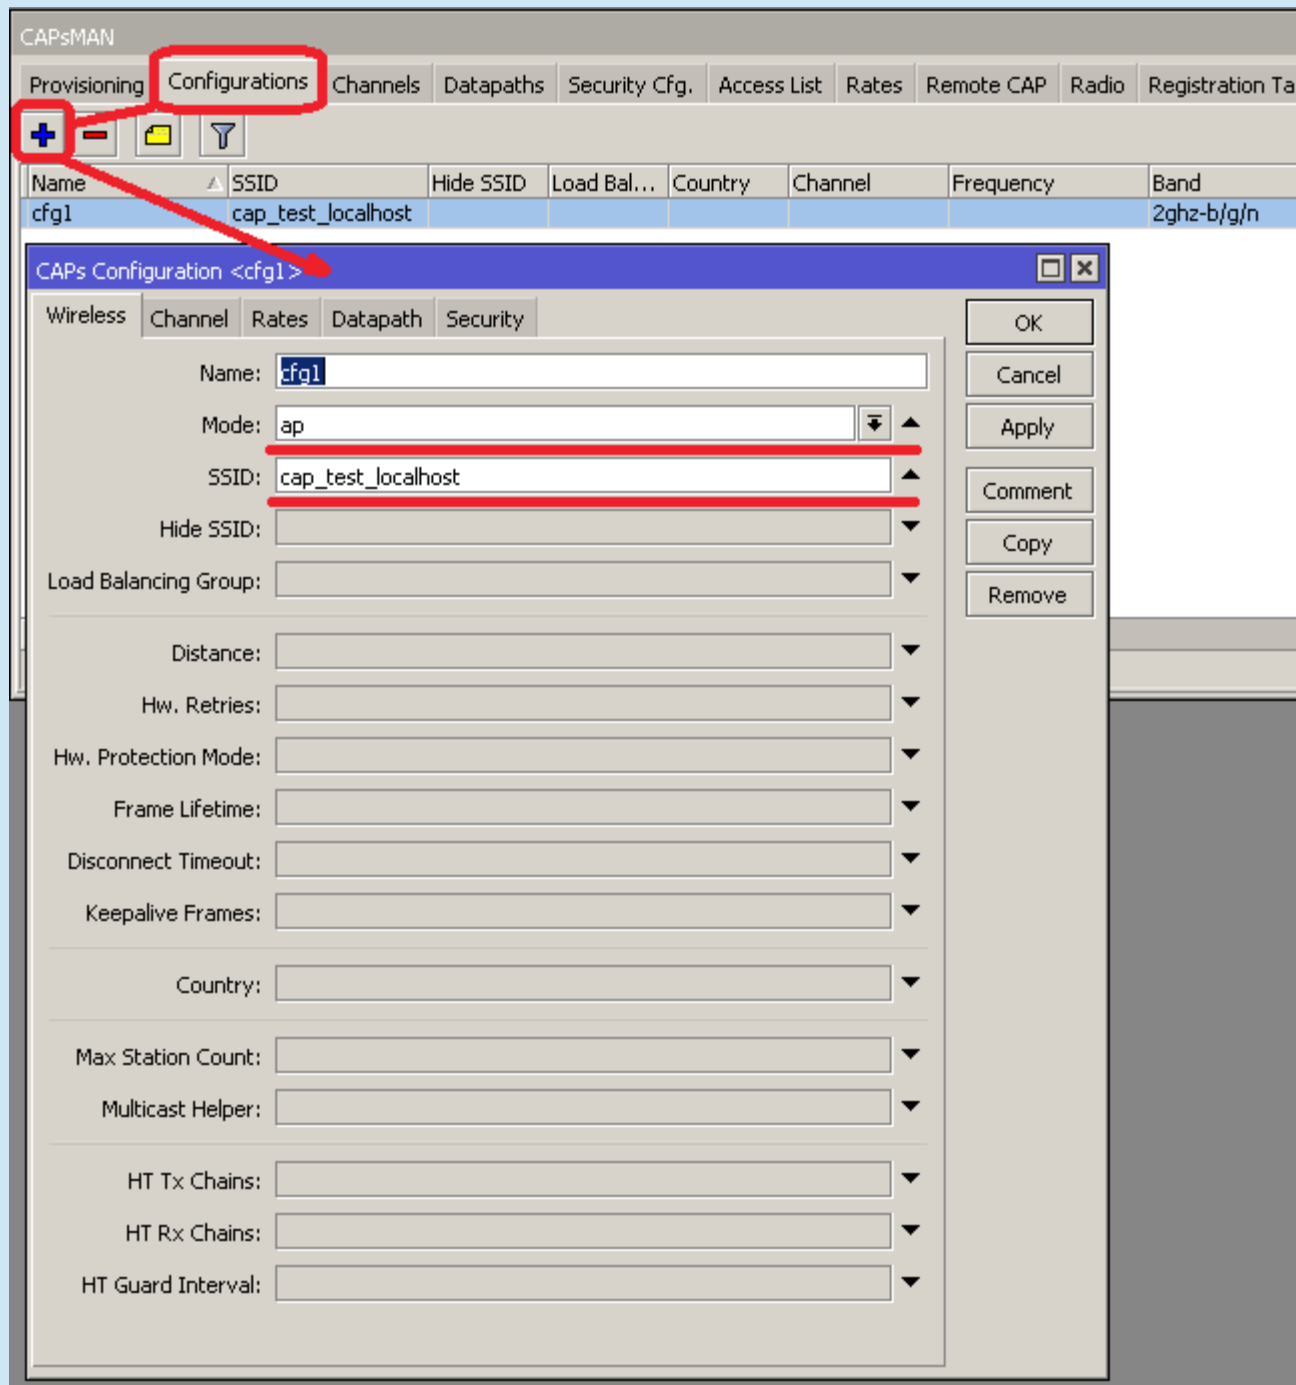 CAPsMAN
Provisioning Configurations Channels Datapaths Security Cfg. Access List Rates Remote CAP Radio Registration Ta
Name SSID Hide SSID Load Bal... Country Channel Frequency Band
cfg1 cap_test_localhost 2ghz-b/g/n
CAPs Configuration <cfg1>
Wireless Channel Rates Datapath Security
OK
Name: cfg1
Cancel
Mode: ap
Apply
SSID: cap_test_localhost
Comment
Hide SSID:
Copy
Load Balancing Group:
Remove
Distance:
Hw. Retries:
Hw. Protection Mode:
Frame Lifetime:
Disconnect Timeout:
Keepalive Frames:
Country:
Max Station Count:
Multicast Helper:
HT Tx Chains:
HT Rx Chains:
HT Guard Interval: